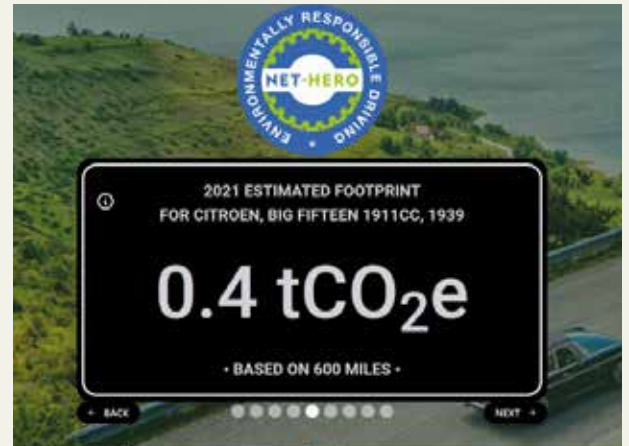 ENVIRONMENTALLY RESPONSIBLE DRIVING
NET-HERO
2021 ESTIMATED FOOTPRINT
FOR CITROEN, BIG FIFTEEN 1911CC, 1939
0.4 tCO₂e
• BASED ON 600 MILES •
← BACK
NEXT →